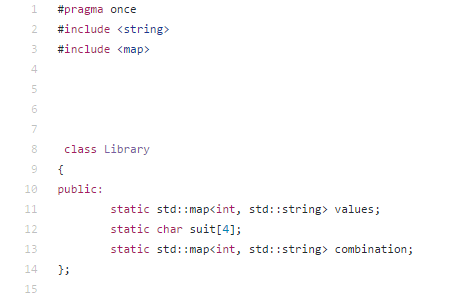 1 #pragma once
2 #include <string>
3 #include <map>
4
5
6
7
8 class Library
9 {
10 public:
11 static std::map<int, std::string> values;
12 static char suit[4];
13 static std::map<int, std::string> combination;
14 };
15